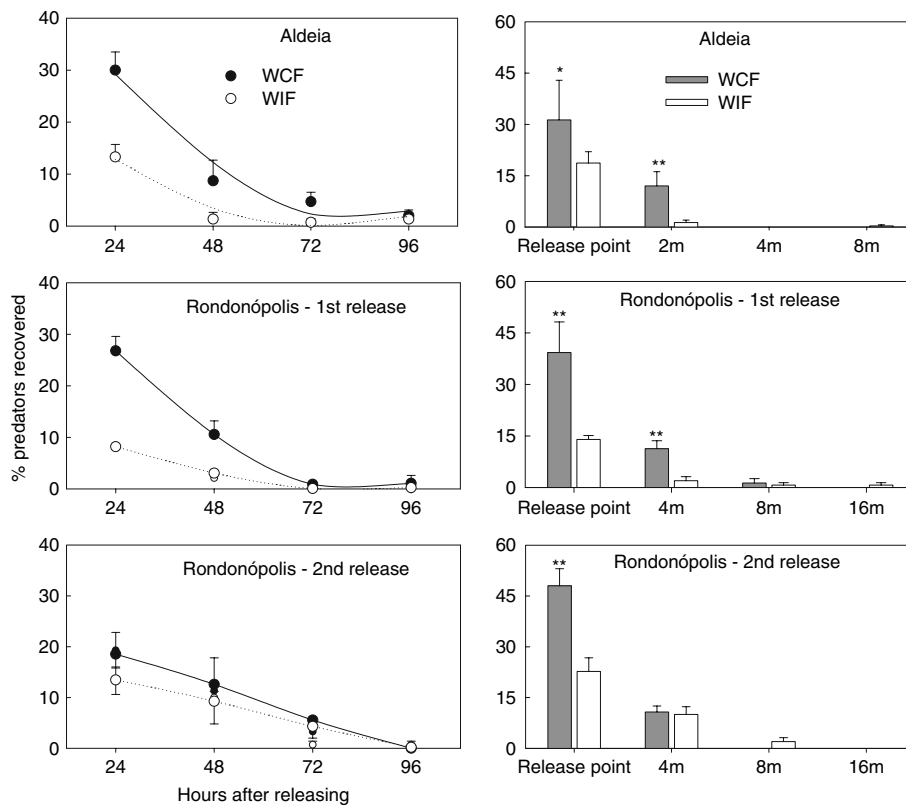 % predators recovered
40
Aldeia
30
WCF
WIF
20
10
0
24 48 72 96
40
Rondonópolis - 1st release
30
20
10
0
24 48 72 96
40
Rondonópolis - 2nd release
30
20
10
0
24 48 72 96
Hours after releasing
60
Aldeia
45
* WCF
WIF
30
**
15
0
Release point 2m 4m 8m
60
Rondonópolis - 1st release
**
45
30
**
15
0
Release point 4m 8m 16m
60
** Rondonópolis - 2nd release
45
30
15
0
Release point 4m 8m 16m